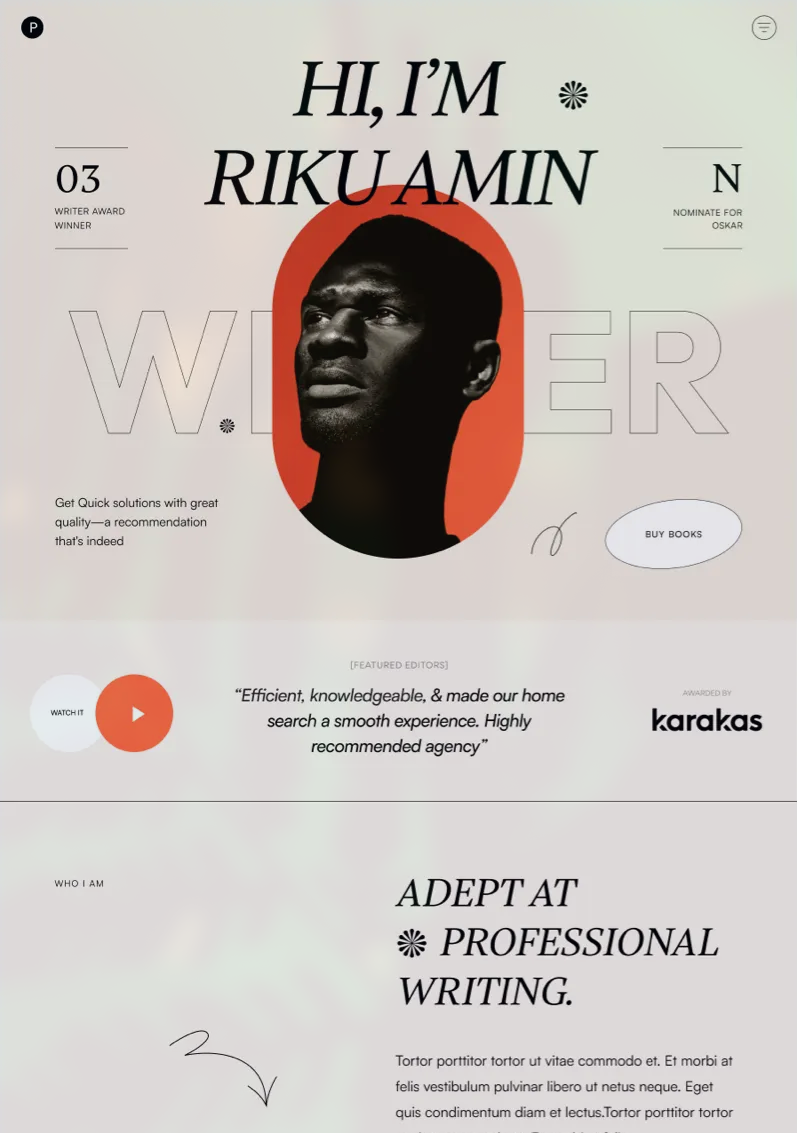 P
HI, I’M
RIKU AMIN
03
WRITER AWARD
WINNER
N
NOMINATE FOR
OSKAR
W ER
Get Quick solutions with great
quality—a recommendation
that's indeed
BUY BOOKS
[FEATURED EDITORS]
WATCH IT
“Efficient, knowledgeable, & made our home
search a smooth experience. Highly
recommended agency”
AWARDED BY
karakas
WHO I AM
ADEPT AT
PROFESSIONAL
WRITING.
Tortor porttitor tortor ut vitae commodo et. Et morbi at
felis vestibulum pulvinar libero ut netus neque. Eget
quis condimentum diam et lectus.Tortor porttitor tortor